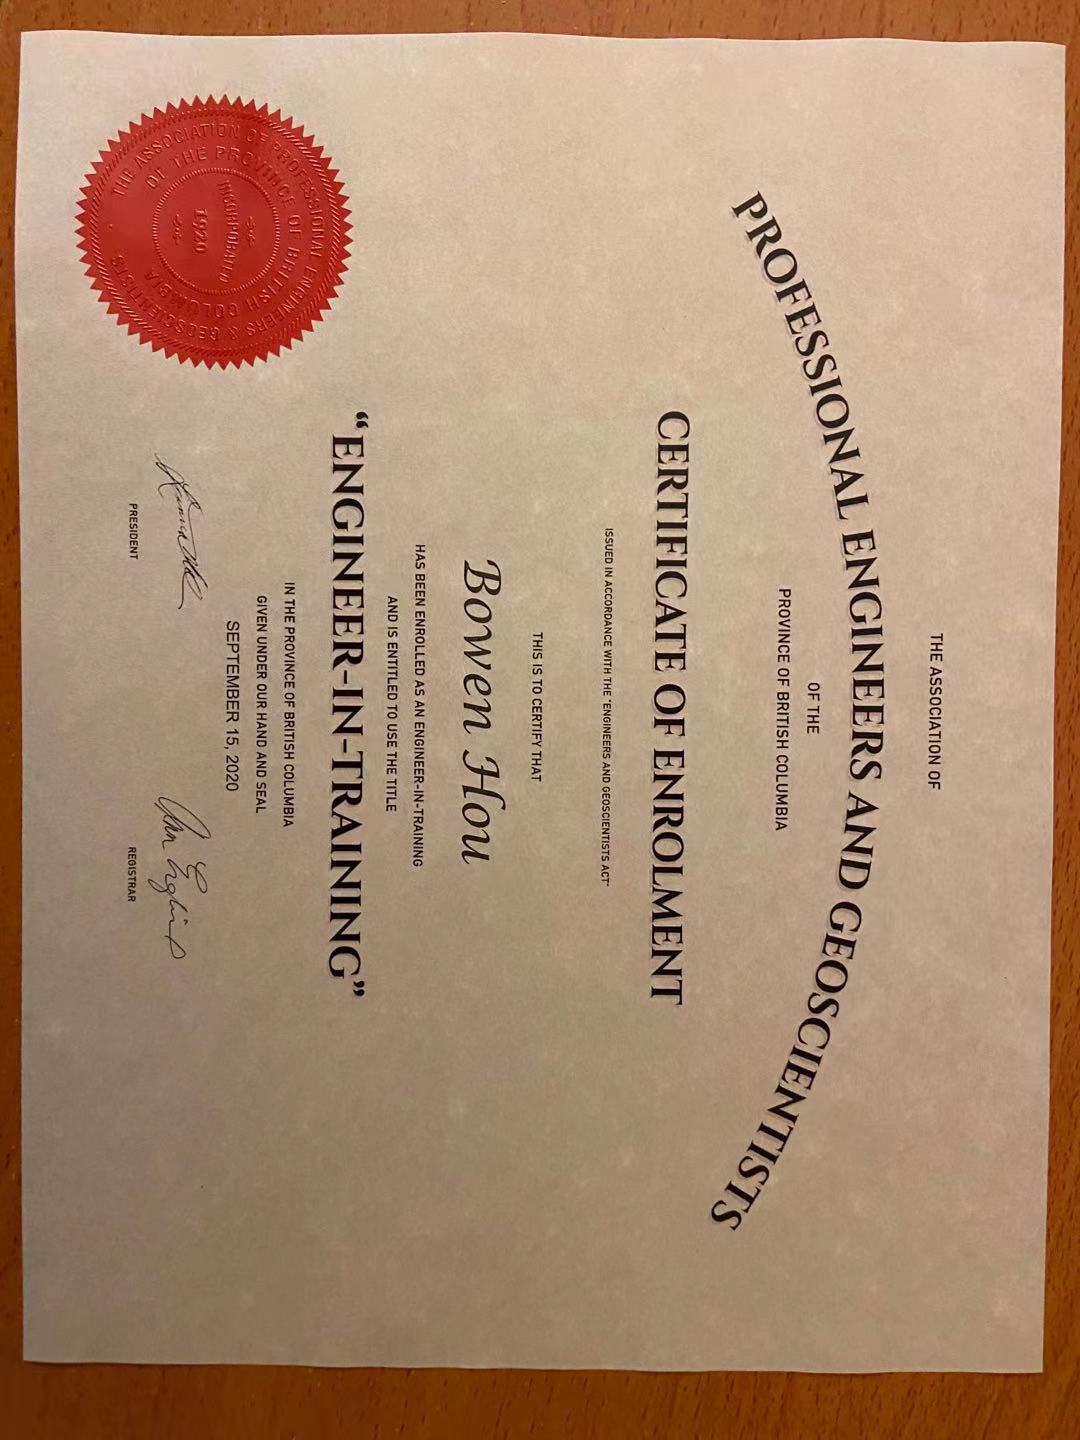 THE ASSOCIATION OF
PROFESSIONAL ENGINEERS AND GEOSCIENTISTS
OF THE
PROVINCE OF BRITISH COLUMBIA
CERTIFICATE OF ENROLMENT
ISSUED IN ACCORDANCE WITH THE "ENGINEERS AND GEOSCIENTISTS ACT"
THIS IS TO CERTIFY THAT
Bowen Hou
HAS BEEN ENROLLED AS AN ENGINEER-IN-TRAINING
AND IS ENTITLED TO USE THE TITLE
“ENGINEER-IN-TRAINING”
IN THE PROVINCE OF BRITISH COLUMBIA
GIVEN UNDER OUR HAND AND SEAL
SEPTEMBER 15, 2020
PRESIDENT
Ann English
REGISTRAR
THE ASSOCIATION OF PROFESSIONAL ENGINEERS & GEOSCIENTISTS
OF THE PROVINCE OF BRITISH COLUMBIA
INCORPORATED
1920